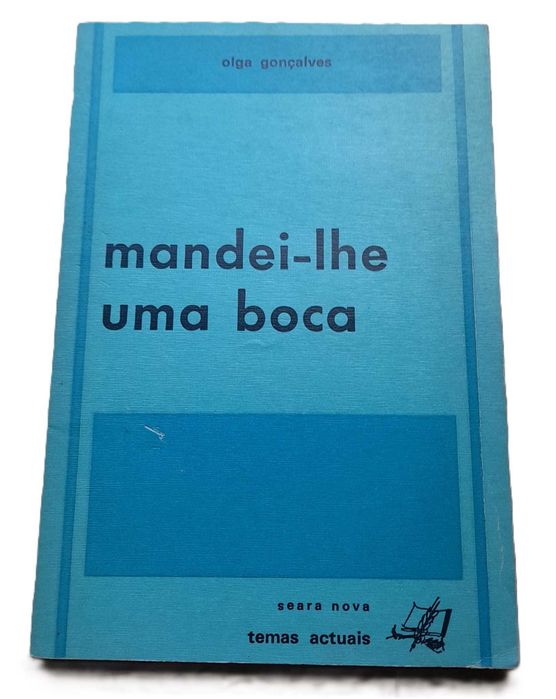 olga gonçalves
mandei-lhe
uma boca
seara nova
temas actuais